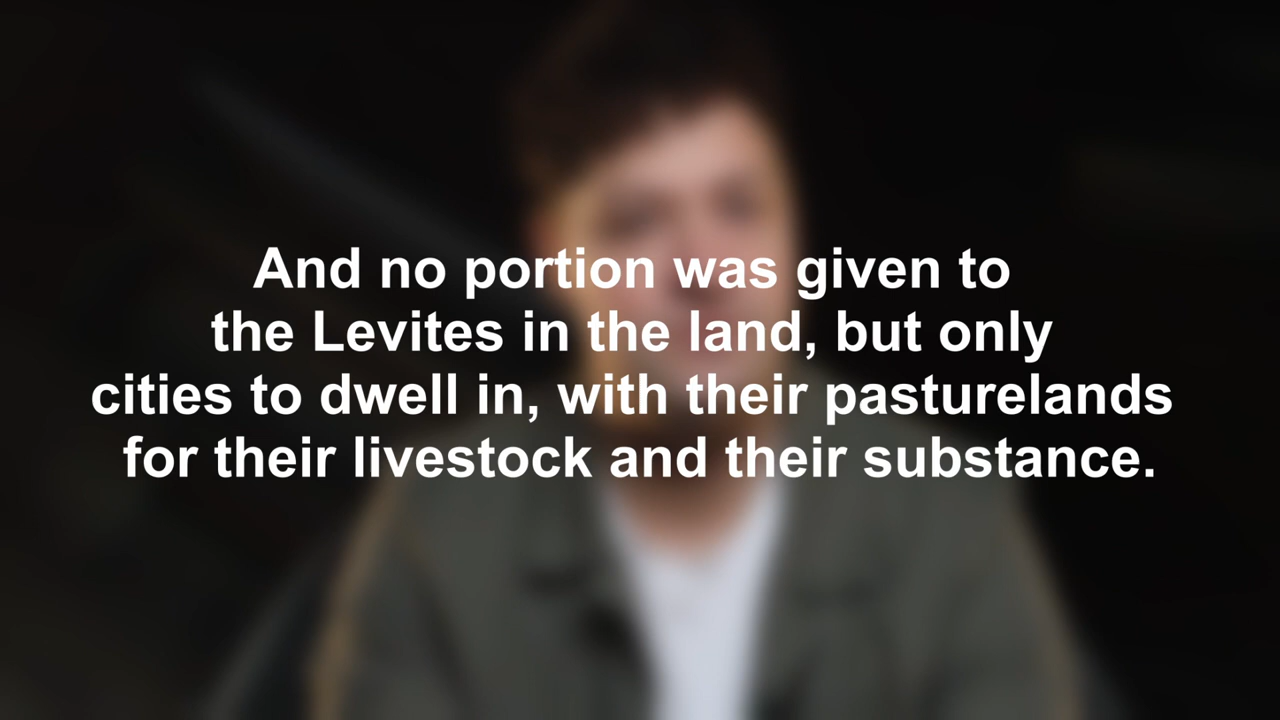 And no portion was given to
the Levites in the land, but only
cities to dwell in, with their pasturelands
for their livestock and their substance.